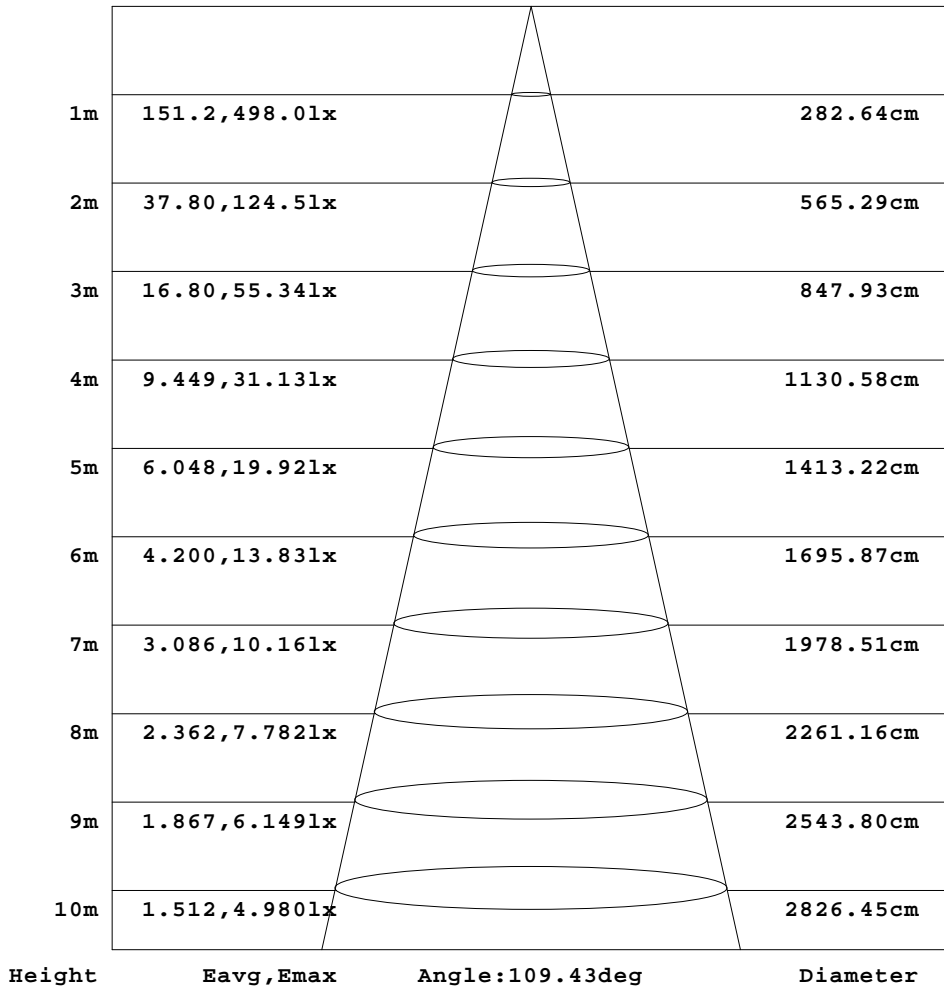 1m 151.2,498.0lx 282.64cm
2m 37.80,124.5lx 565.29cm
3m 16.80,55.34lx 847.93cm
4m 9.449,31.13lx 1130.58cm
5m 6.048,19.92lx 1413.22cm
6m 4.200,13.83lx 1695.87cm
7m 3.086,10.16lx 1978.51cm
8m 2.362,7.782lx 2261.16cm
9m 1.867,6.149lx 2543.80cm
10m 1.512,4.980lx 2826.45cm
Height Eavg,Emax Angle:109.43deg Diameter